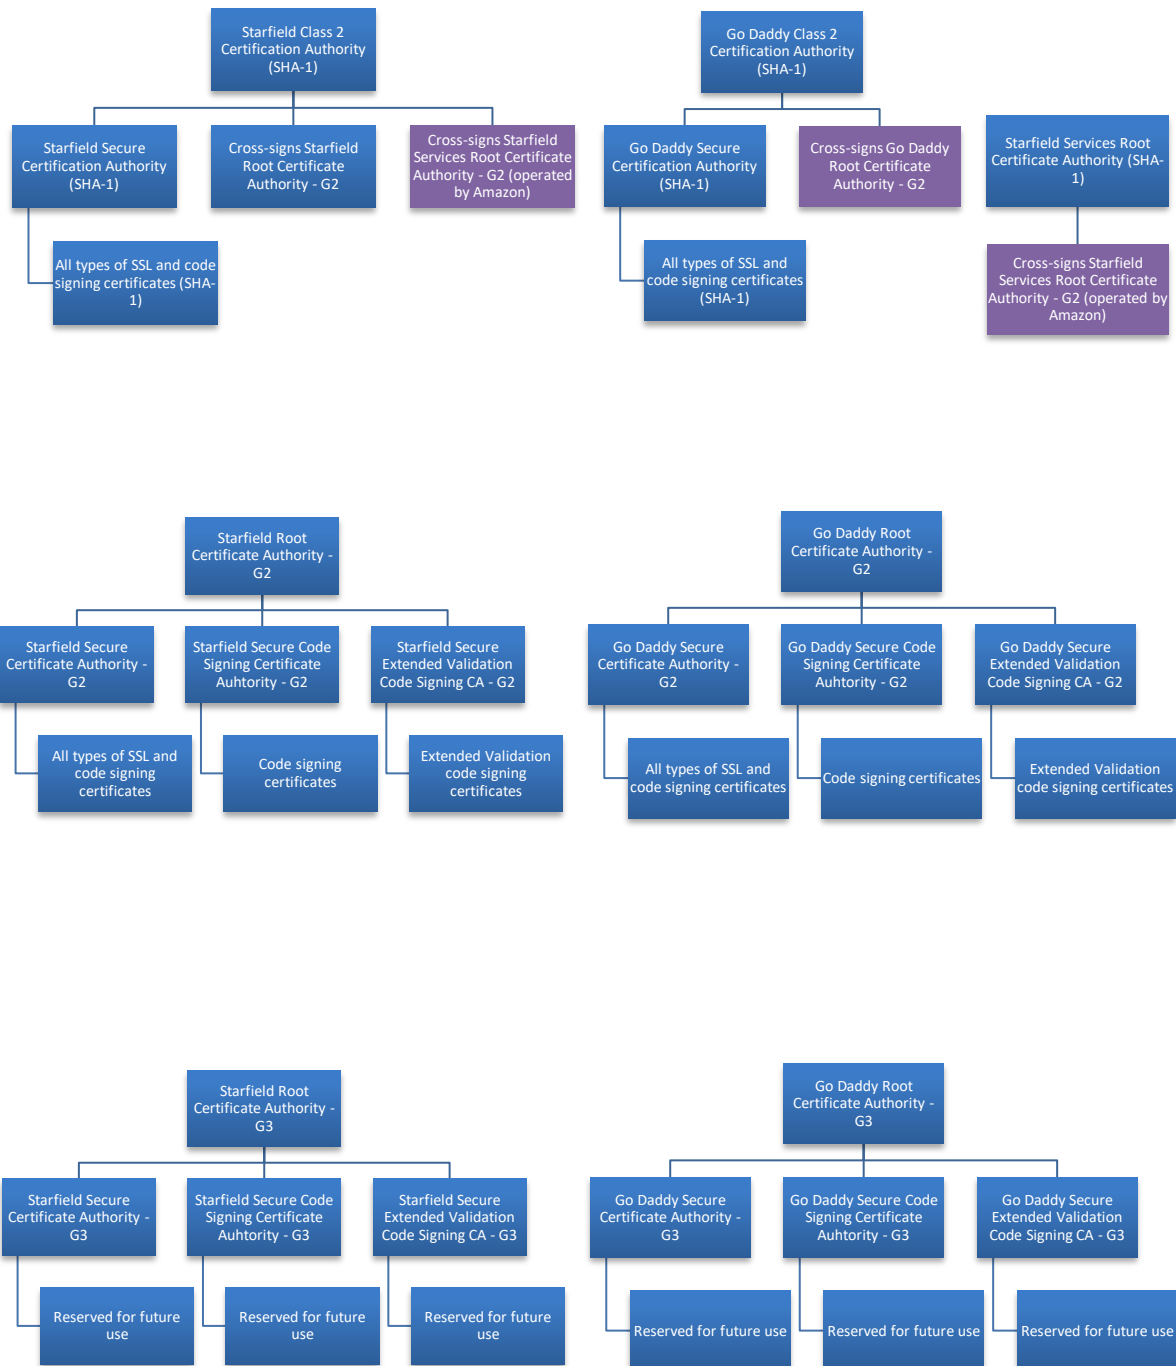 Starfield Class 2
Certification Authority
(SHA-1)
Starfield Secure
Certification Authority
(SHA-1)
All types of SSL and code
signing certificates (SHA-
1)
Cross-signs Starfield
Root Certificate
Authority - G2
Cross-signs Starfield
Services Root Certificate
Authority - G2 (operated
by Amazon)
Go Daddy Class 2
Certification Authority
(SHA-1)
Go Daddy Secure
Certification Authority
(SHA-1)
All types of SSL and
code signing certificates
(SHA-1)
Cross-signs Go Daddy
Root Certificate
Authority - G2
Starfield Services Root
Certificate Authority (SHA-
1)
Cross-signs Starfield
Services Root Certificate
Authority - G2 (operated by
Amazon)
Starfield Root
Certificate Authority -
G2
Starfield Secure
Certificate Authority -
G2
All types of SSL and
code signing
certificates
Starfield Secure Code
Signing Certificate
Auhtority - G2
Code signing
certificates
Starfield Secure
Extended Validation
Code Signing CA - G2
Extended Validation
code signing
certificates
Go Daddy Root
Certificate Authority -
G2
Go Daddy Secure
Certificate Authority -
G2
All types of SSL and
code signing certificates
Go Daddy Secure Code
Signing Certificate
Auhtority - G2
Code signing certificates
Go Daddy Secure
Extended Validation
Code Signing CA - G2
Extended Validation
code signing certificates
Starfield Root
Certificate Authority -
G3
Starfield Secure
Certificate Authority -
G3
Reserved for future
use
Starfield Secure Code
Signing Certificate
Auhtority - G3
Reserved for future
use
Starfield Secure
Extended Validation
Code Signing CA - G3
Reserved for future
use
Go Daddy Root
Certificate Authority -
G3
Go Daddy Secure
Certificate Authority -
G3
Reserved for future use
Go Daddy Secure Code
Signing Certificate
Auhtority - G3
Reserved for future use
Go Daddy Secure
Extended Validation
Code Signing CA - G3
Reserved for future use